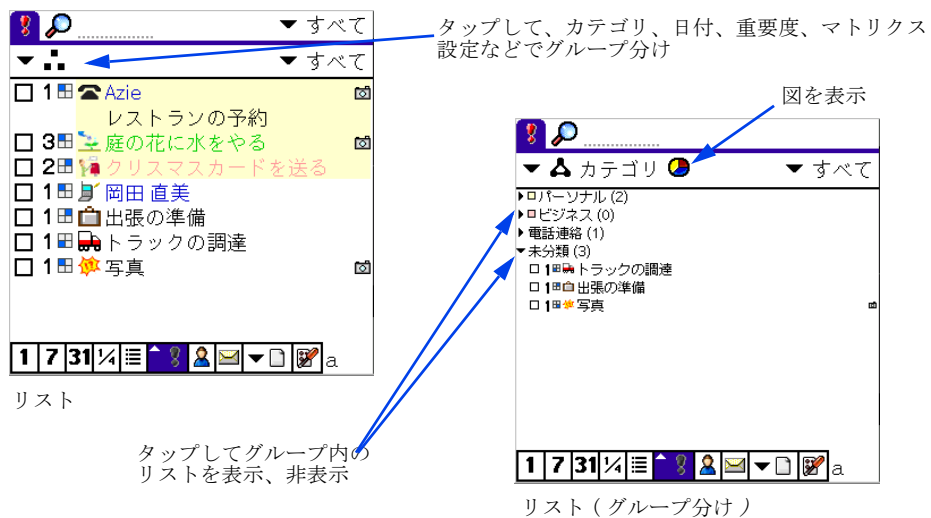 すべて
タップして、カテゴリ、日付、重要度、マトリクス
設定などでグループ分け
すべて
1 Azie
レストランの予約
3 庭の花に水をやる
2 クリスマスカードを送る
1 岡田 直美
1 出張の準備
1 トラックの調達
1 写真
1 7 31 1/4 a
リスト
図を表示
カテゴリ すべて
パーソナル (2)
ビジネス (0)
電話連絡 (1)
未分類 (3)
1 トラックの調達
1 出張の準備
1 写真
1 7 31 1/4 a
リスト ( グループ分け )
タップしてグループ内の
リストを表示、非表示